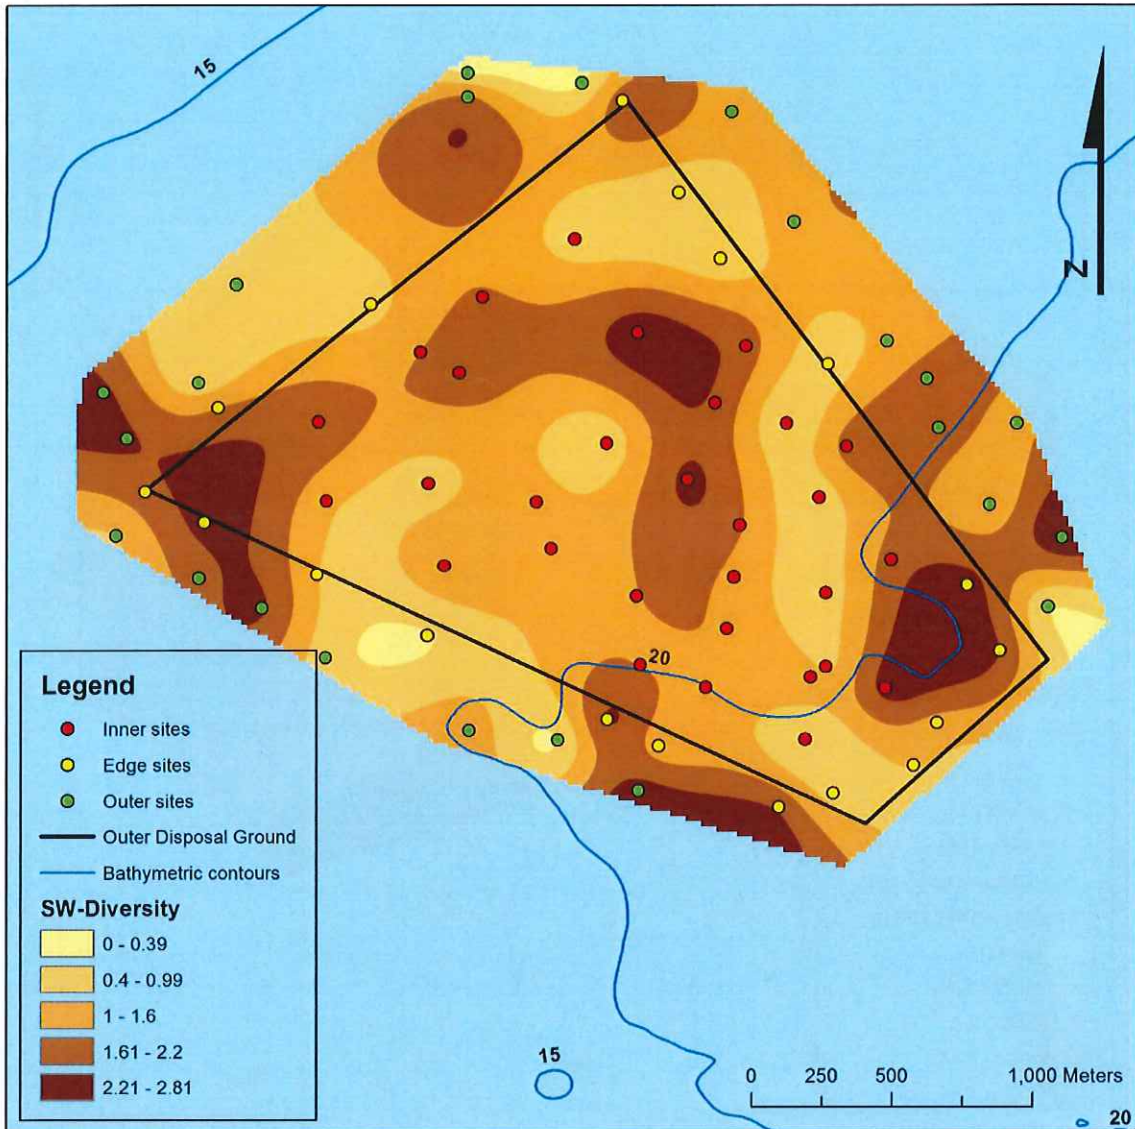 15
Z
20
Legend
Inner sites
Edge sites
Outer sites
Outer Disposal Ground
Bathymetric contours
SW-Diversity
0 - 0.39
0.4 - 0.99
1 - 1.6
1.61 - 2.2
2.21 - 2.81
15
0 250 500 1,000 Meters
20